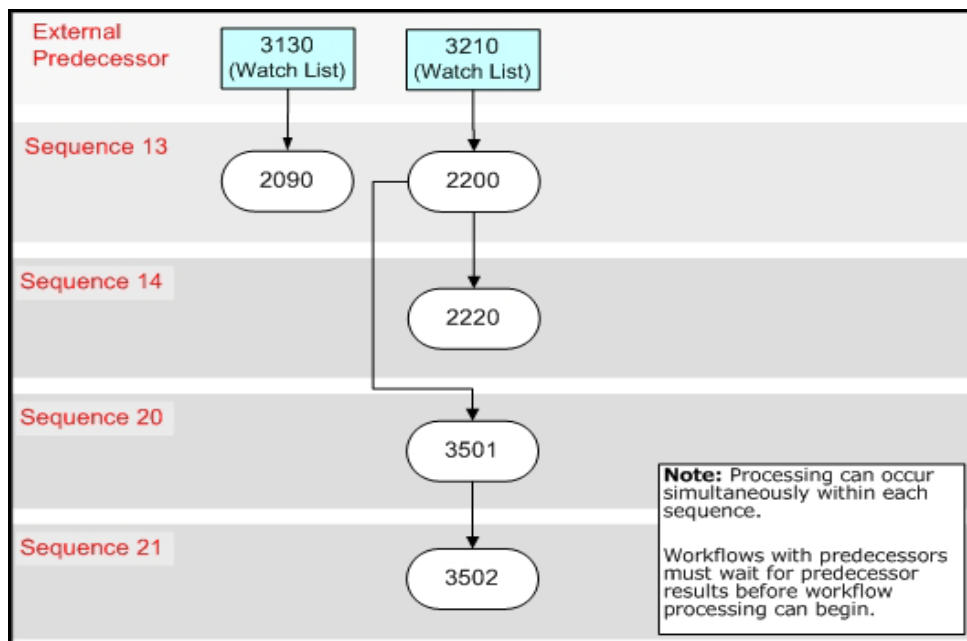 External
Predecessor
3130
(Watch List)
3210
(Watch List)
Sequence 13
2090
2200
Sequence 14
2220
Sequence 20
3501
Note: Processing can occur
simultaneously within each
sequence.
Workflows with predecessors
must wait for predecessor
results before workflow
processing can begin.
Sequence 21
3502